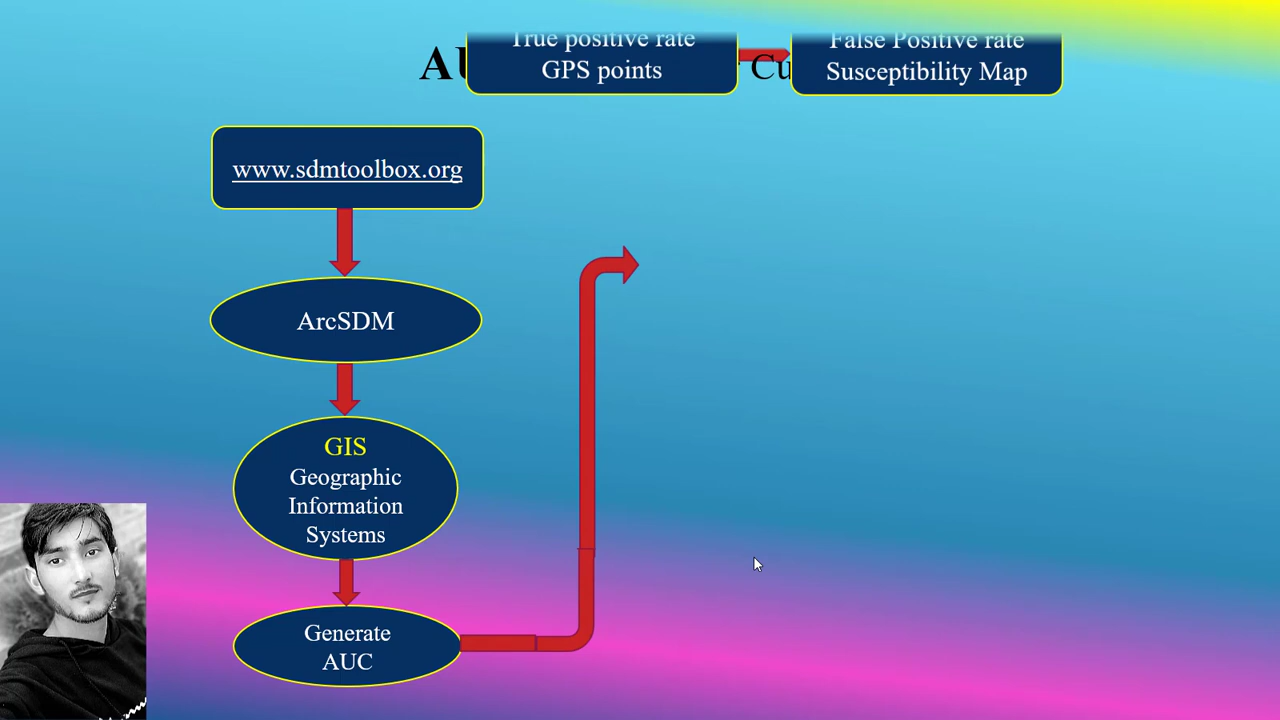 True positive rate
GPS points
False Positive rate
Susceptibility Map
www.sdmtoolbox.org
ArcSDM
GIS
Geographic
Information
Systems
Generate
AUC